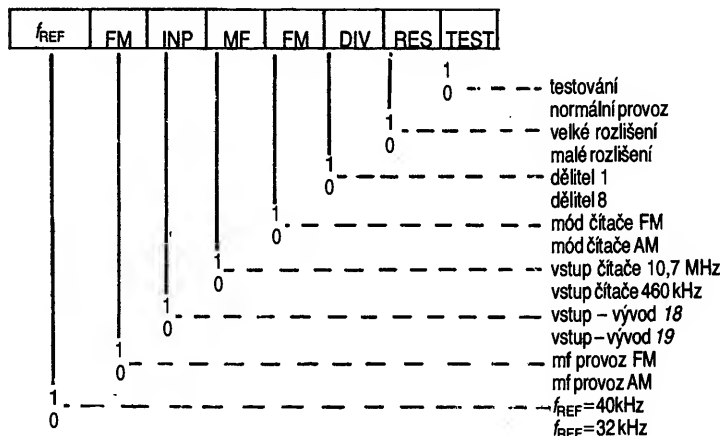 fREF FM INP MF FM DIV RES TEST
1
0 testování
normální provoz
1
0 velké rozlišení
malé rozlišení
1
0 dělitel 1
dělitel 8
1
0 mód čítače FM
mód čítače AM
1
0 vstup čítače 10,7 MHz
vstup čítače 460 kHz
1
0 vstup – vývod 18
vstup – vývod 19
1
0 mf provoz FM
mf provoz AM
1
0 fREF=40kHz
fREF=32 kHz